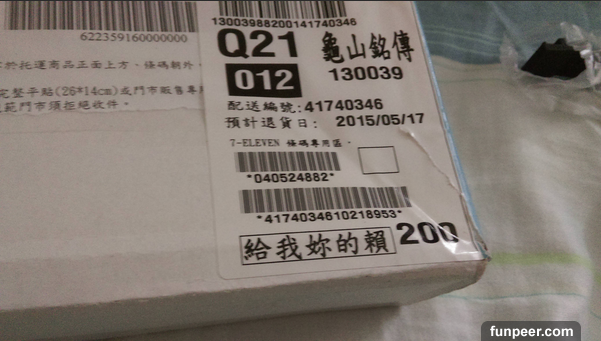 13003988200141740346
622359160000000
Q21 龜山銘傳
012 130039
於托運商品正面上方、條碼朝外
配送編號:41740346
完整平貼(26*14cm)或門市販售專
範門市須拒絕收件。
預計退貨日: 2015/05/17
7-ELEVEN 條碼專用區.
*040524882*
*4174034610218953*
給我妳的賴 200
funpeer.com